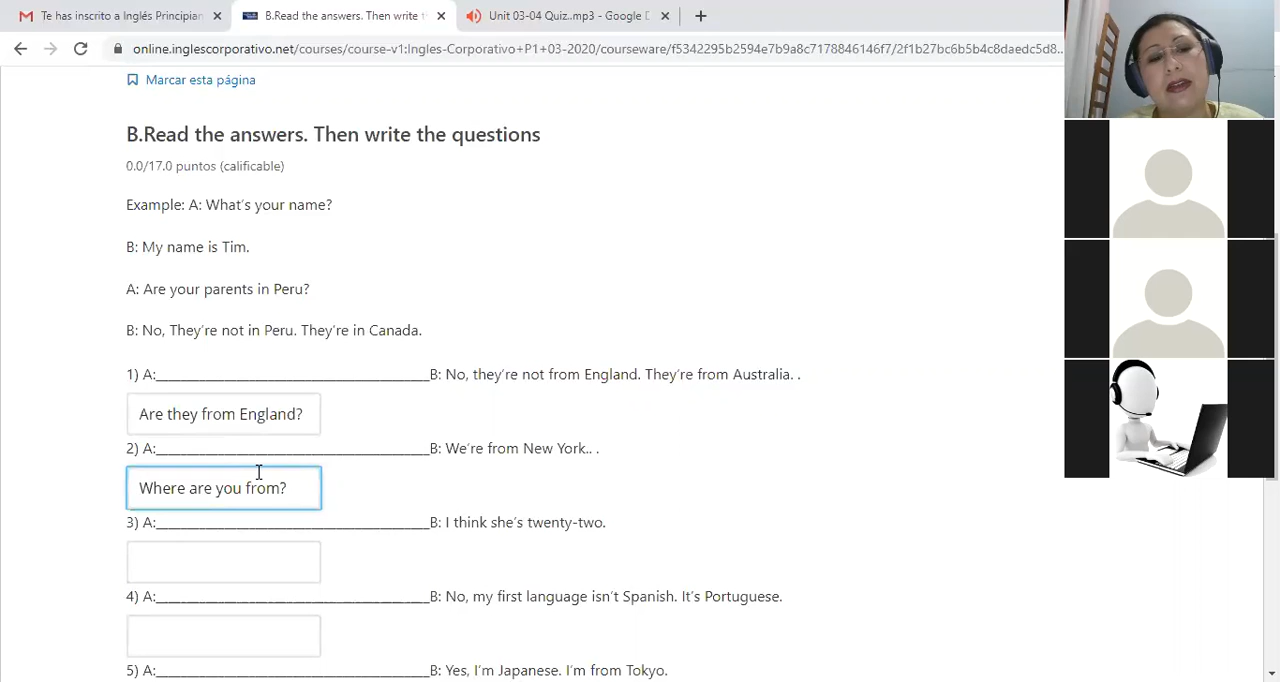 Te has inscrito a Inglés Principian
B.Read the answers. Then write t
Unit 03-04 Quiz..mp3 - Google D
online.inglescorporativo.net/courses/course-v1:Ingles-Corporativo+P1+03-2020/courseware/f5342295b2594e7b9a8c7178846146f7/2f1b27bc6b5b4c8daedc5d8...
Marcar esta página
B.Read the answers. Then write the questions
0.0/17.0 puntos (calificable)
Example: A: What's your name?
B: My name is Tim.
A: Are your parents in Peru?
B: No, They're not in Peru. They're in Canada.
1) A:___________________________________B: No, they're not from England. They're from Australia. .
Are they from England?
2) A:___________________________________B: We're from New York.. .
Where are you from?
3) A:___________________________________B: I think she's twenty-two.
4) A:___________________________________B: No, my first language isn't Spanish. It's Portuguese.
5) A:___________________________________B: Yes, I'm Japanese. I'm from Tokyo.